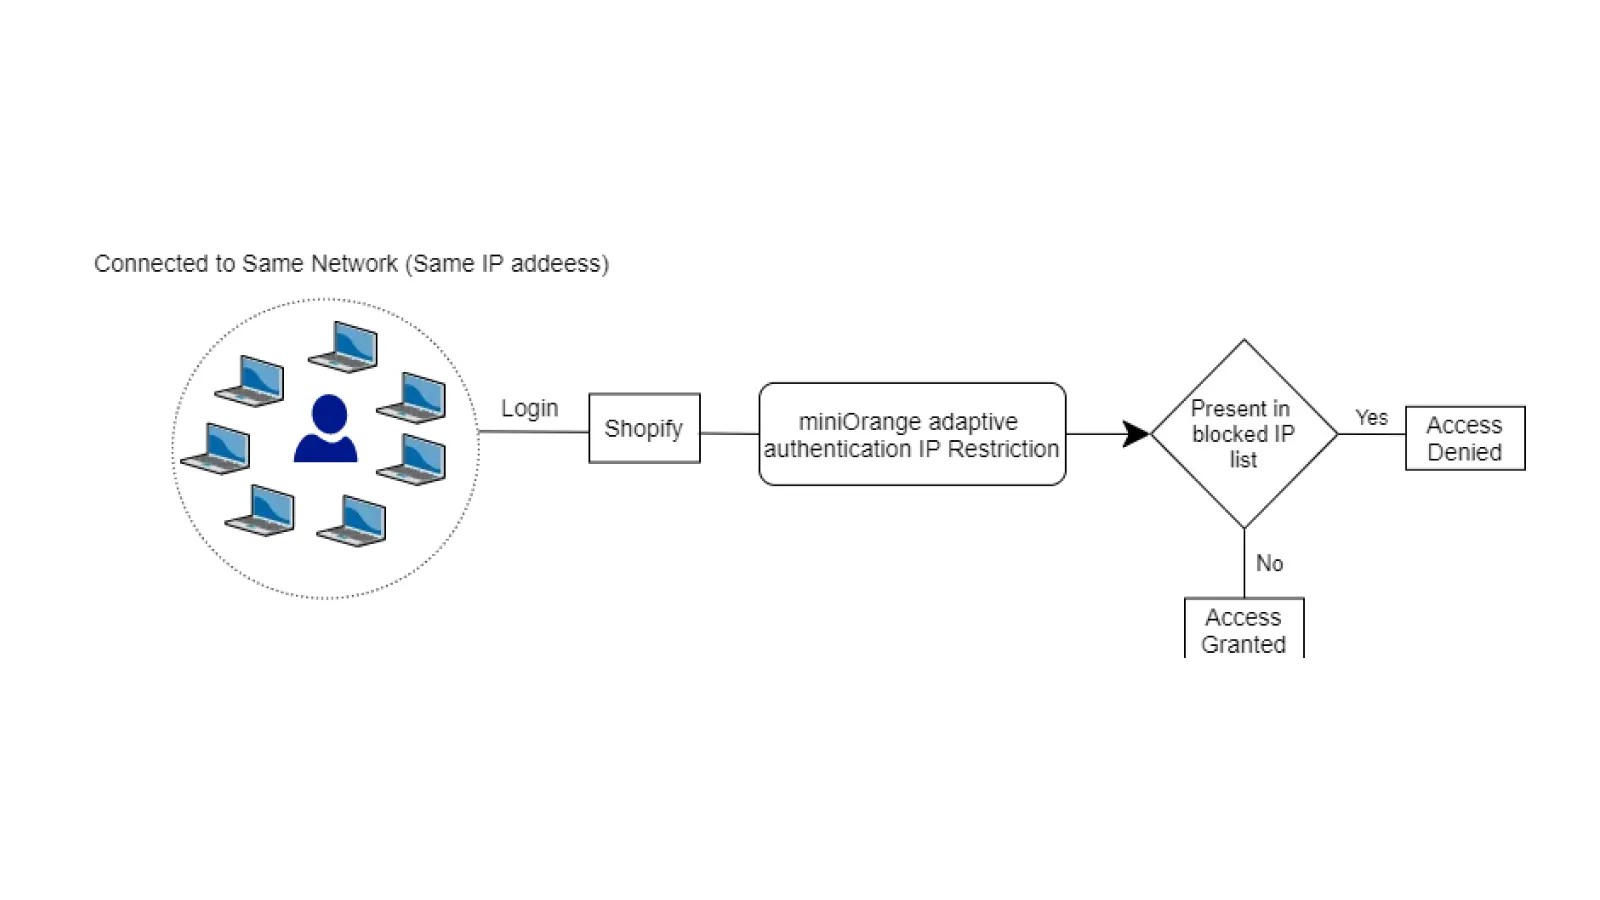 Connected to Same Network (Same IP addeess)
Login
Shopify
miniOrange adaptive
authentication IP Restriction
Present in
blocked IP
list
Yes
Access
Denied
No
Access
Granted